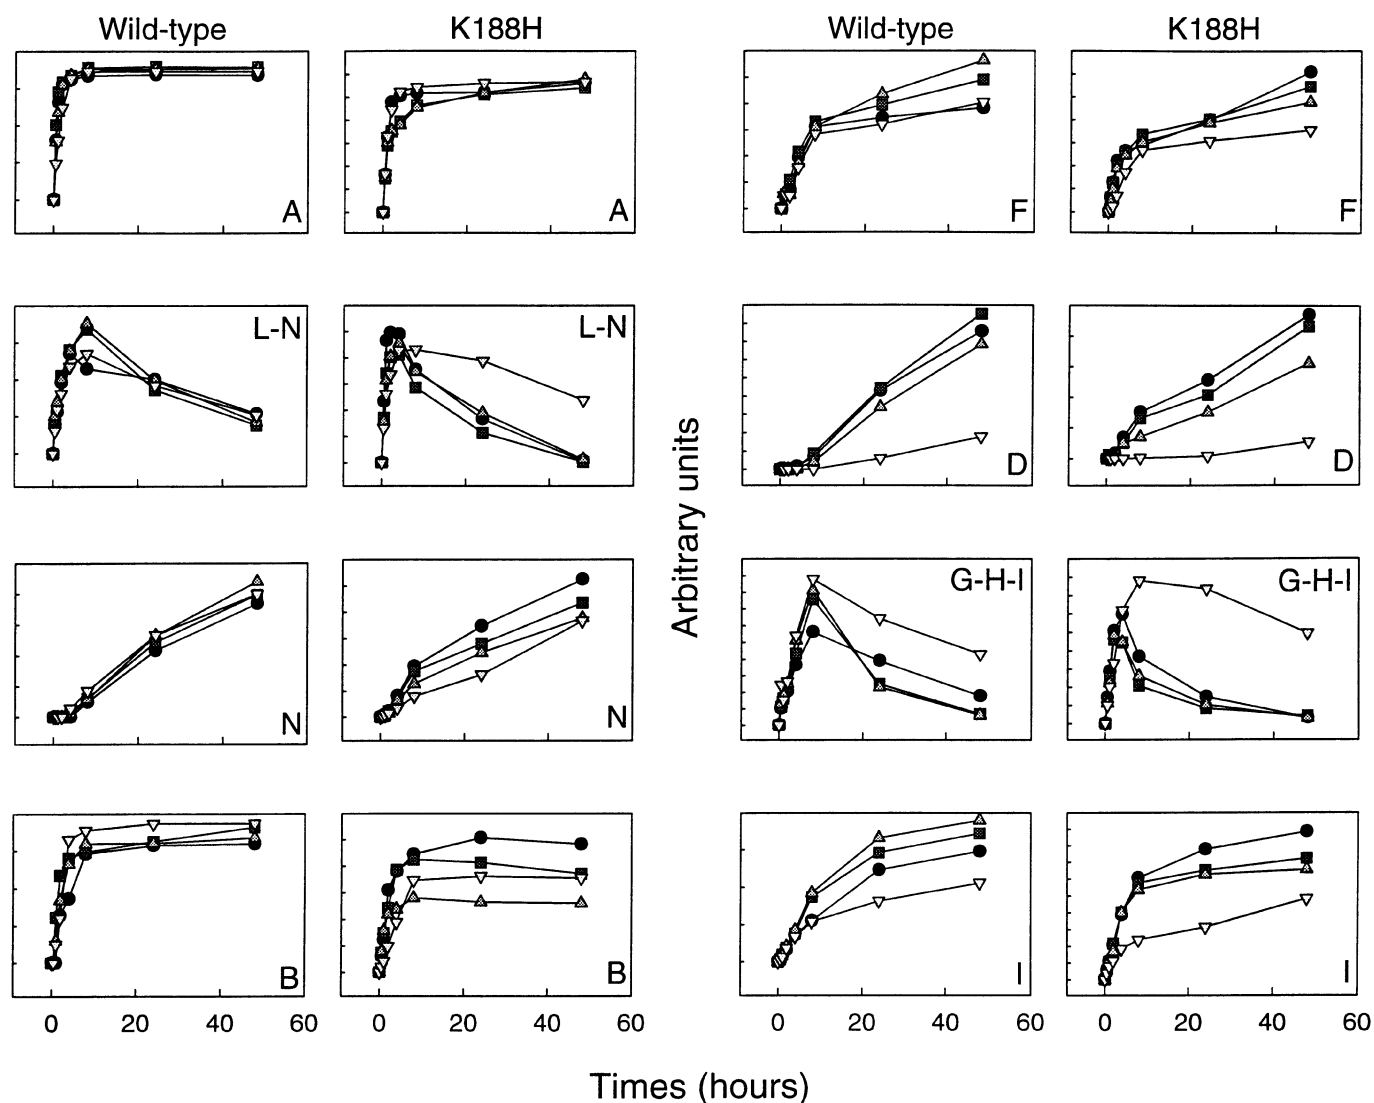 Wild-type K188H Wild-type K188H
A A F F
L-N L-N D D
N N G-H-I G-H-I
B B I I
Arbitrary units
0 20 40 60 0 20 40 60 0 20 40 60 0 20 40 60
Times (hours)